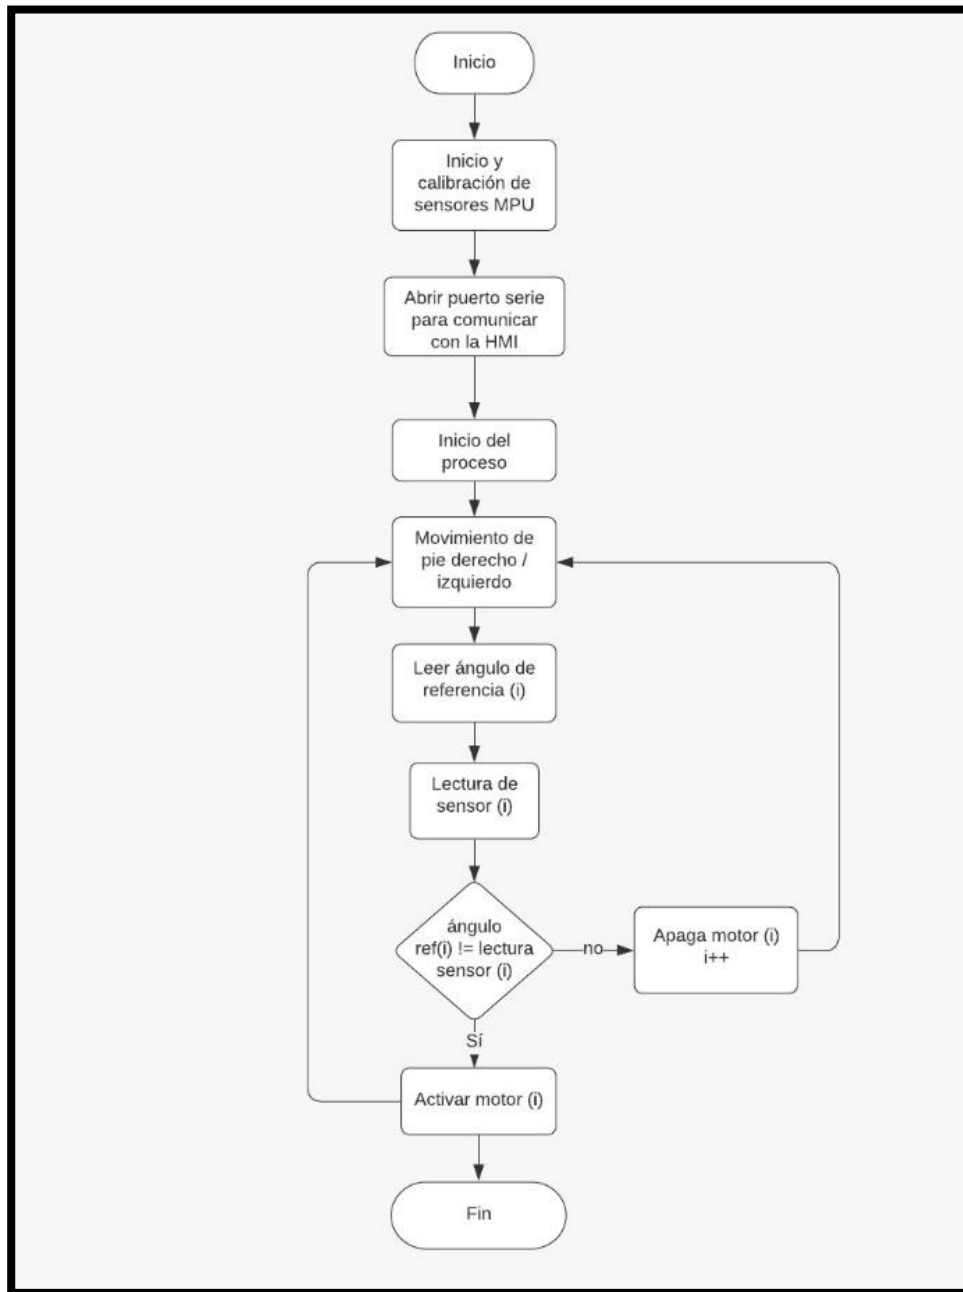 Inicio
Inicio y
calibración de
sensores MPU
Abrir puerto serie
para comunicar
con la HMI
Inicio del
proceso
Movimiento de
pie derecho /
izquierdo
Leer ángulo de
referencia (i)
Lectura de
sensor (i)
ángulo
ref(i) != lectura
sensor (i)
no
Apaga motor (i)
i++
Sí
Activar motor (i)
Fin